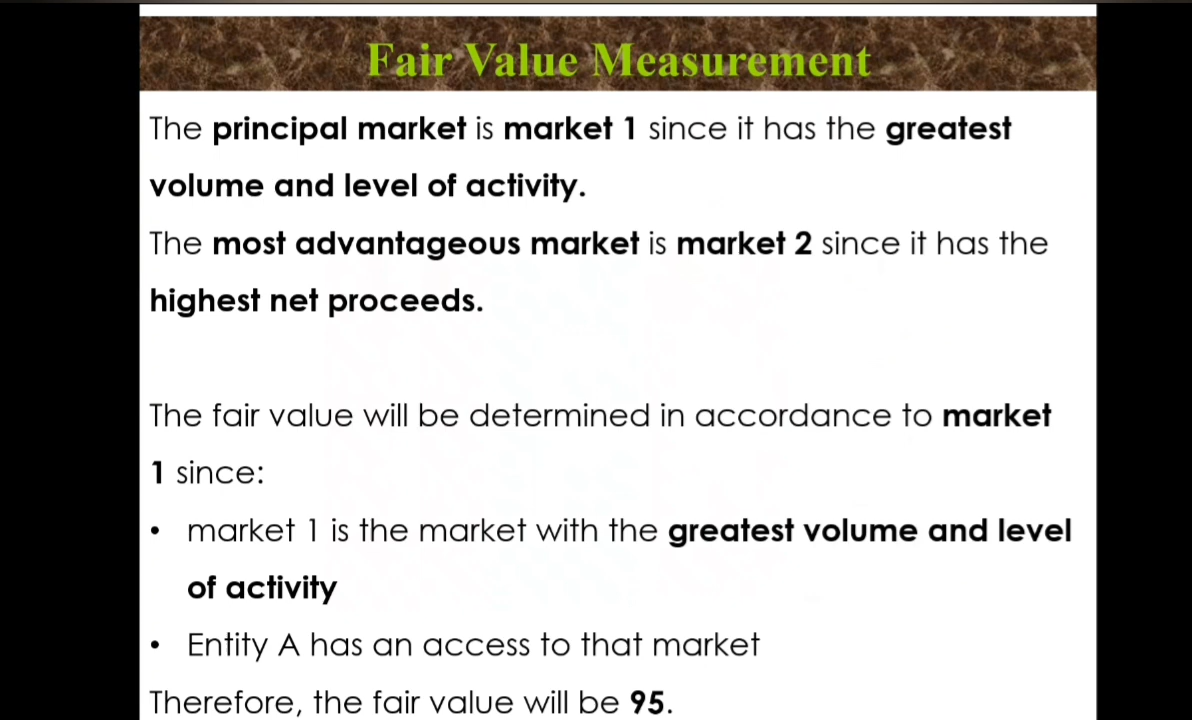 Fair Value Measurement
The principal market is market 1 since it has the greatest
volume and level of activity.
The most advantageous market is market 2 since it has the
highest net proceeds.
The fair value will be determined in accordance to market
1 since:
• market 1 is the market with the greatest volume and level
of activity
• Entity A has an access to that market
Therefore, the fair value will be 95.